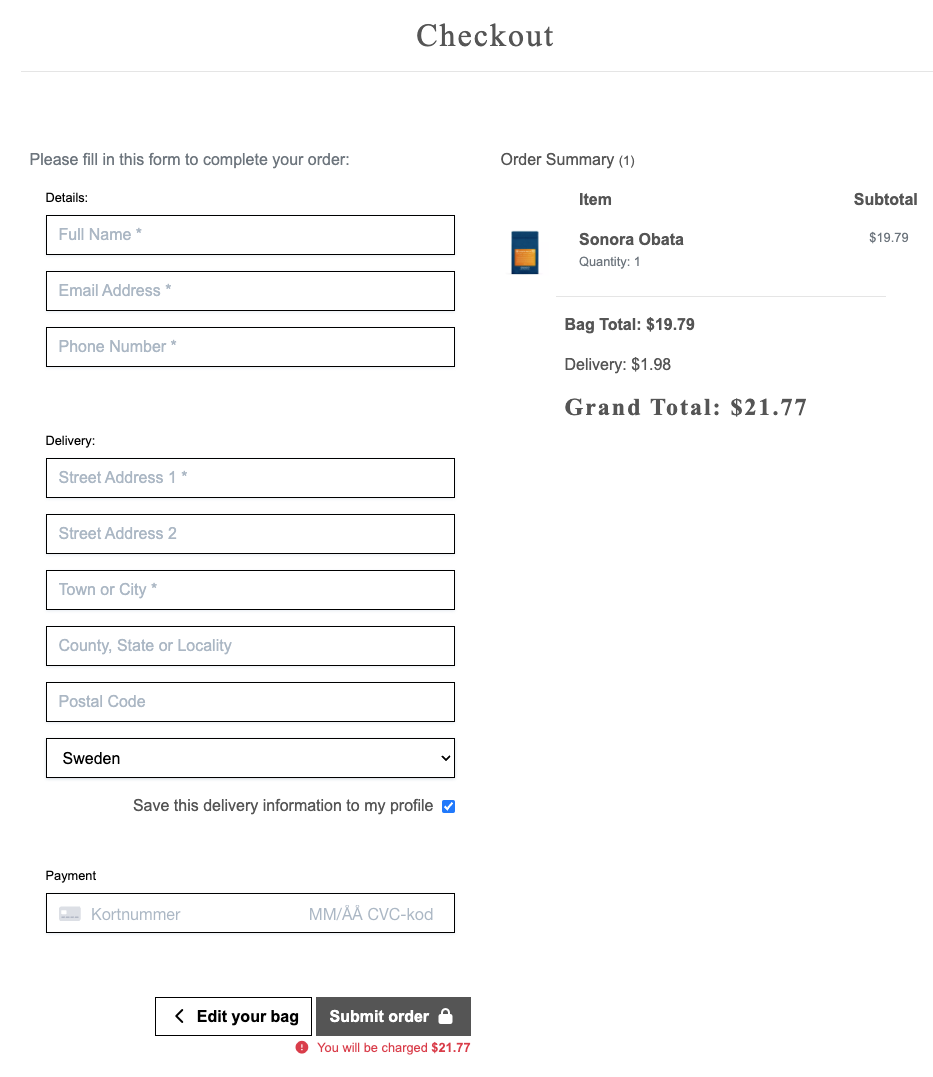 Checkout
Please fill in this form to complete your order:
Details:
Full Name *
Email Address *
Phone Number *
Delivery:
Street Address 1 *
Street Address 2
Town or City *
County, State or Locality
Postal Code
Sweden
Save this delivery information to my profile
Payment
Kortnummer MM/ÅÅ CVC-kod
Edit your bag
Submit order
You will be charged $21.77
Order Summary (1)
Item Subtotal
Sonora Obata $19.79
Quantity: 1
Bag Total: $19.79
Delivery: $1.98
Grand Total: $21.77